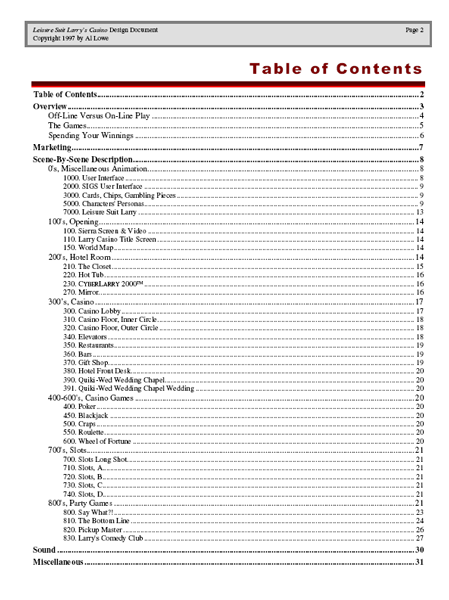 Leisure Suit Larry's Casino Design Document Page 2
Copyright 1997 by Al Lowe
Table of Contents
Table of Contents 2
Overview 3
Off-Line Versus On-Line Play 4
The Games 5
Spending Your Winnings 6
Marketing 7
Scene-By-Scene Description 8
0's, Miscellaneous Animation 8
1000. User Interface 8
2000. SIGS User Interface 9
3000. Cards, Chips, Gambling Pieces 9
5000. Characters' Personas 9
7000. Leisure Suit Larry 13
100's, Opening 14
100. Sierra Screen & Video 14
110. Larry Casino Title Screen 14
150. World Map 14
200's, Hotel Room 14
210. The Closet 15
220. Hot Tub 16
230. CYBERLARRY 2000™ 16
270. Mirror 16
300's, Casino 17
300. Casino Lobby 17
310. Casino Floor, Inner Circle 18
320. Casino Floor, Outer Circle 18
340. Elevators 18
350. Restaurants 19
360. Bars 19
370. Gift Shop 19
380. Hotel Front Desk 20
390. Quiki-Wed Wedding Chapel 20
391. Quiki-Wed Wedding Chapel Wedding 20
400-600's, Casino Games 20
400. Poker 20
450. Blackjack 20
500. Craps 20
550. Roulette 20
600. Wheel of Fortune 20
700's, Slots 21
700. Slots Long Shot 21
710. Slots, A 21
720. Slots, B 21
730. Slots, C 21
740. Slots, D 21
800's, Party Games 21
800. Say What?! 23
810. The Bottom Line 24
820. Pickup Master 26
830. Larry's Comedy Club 27
Sound 30
Miscellaneous 31